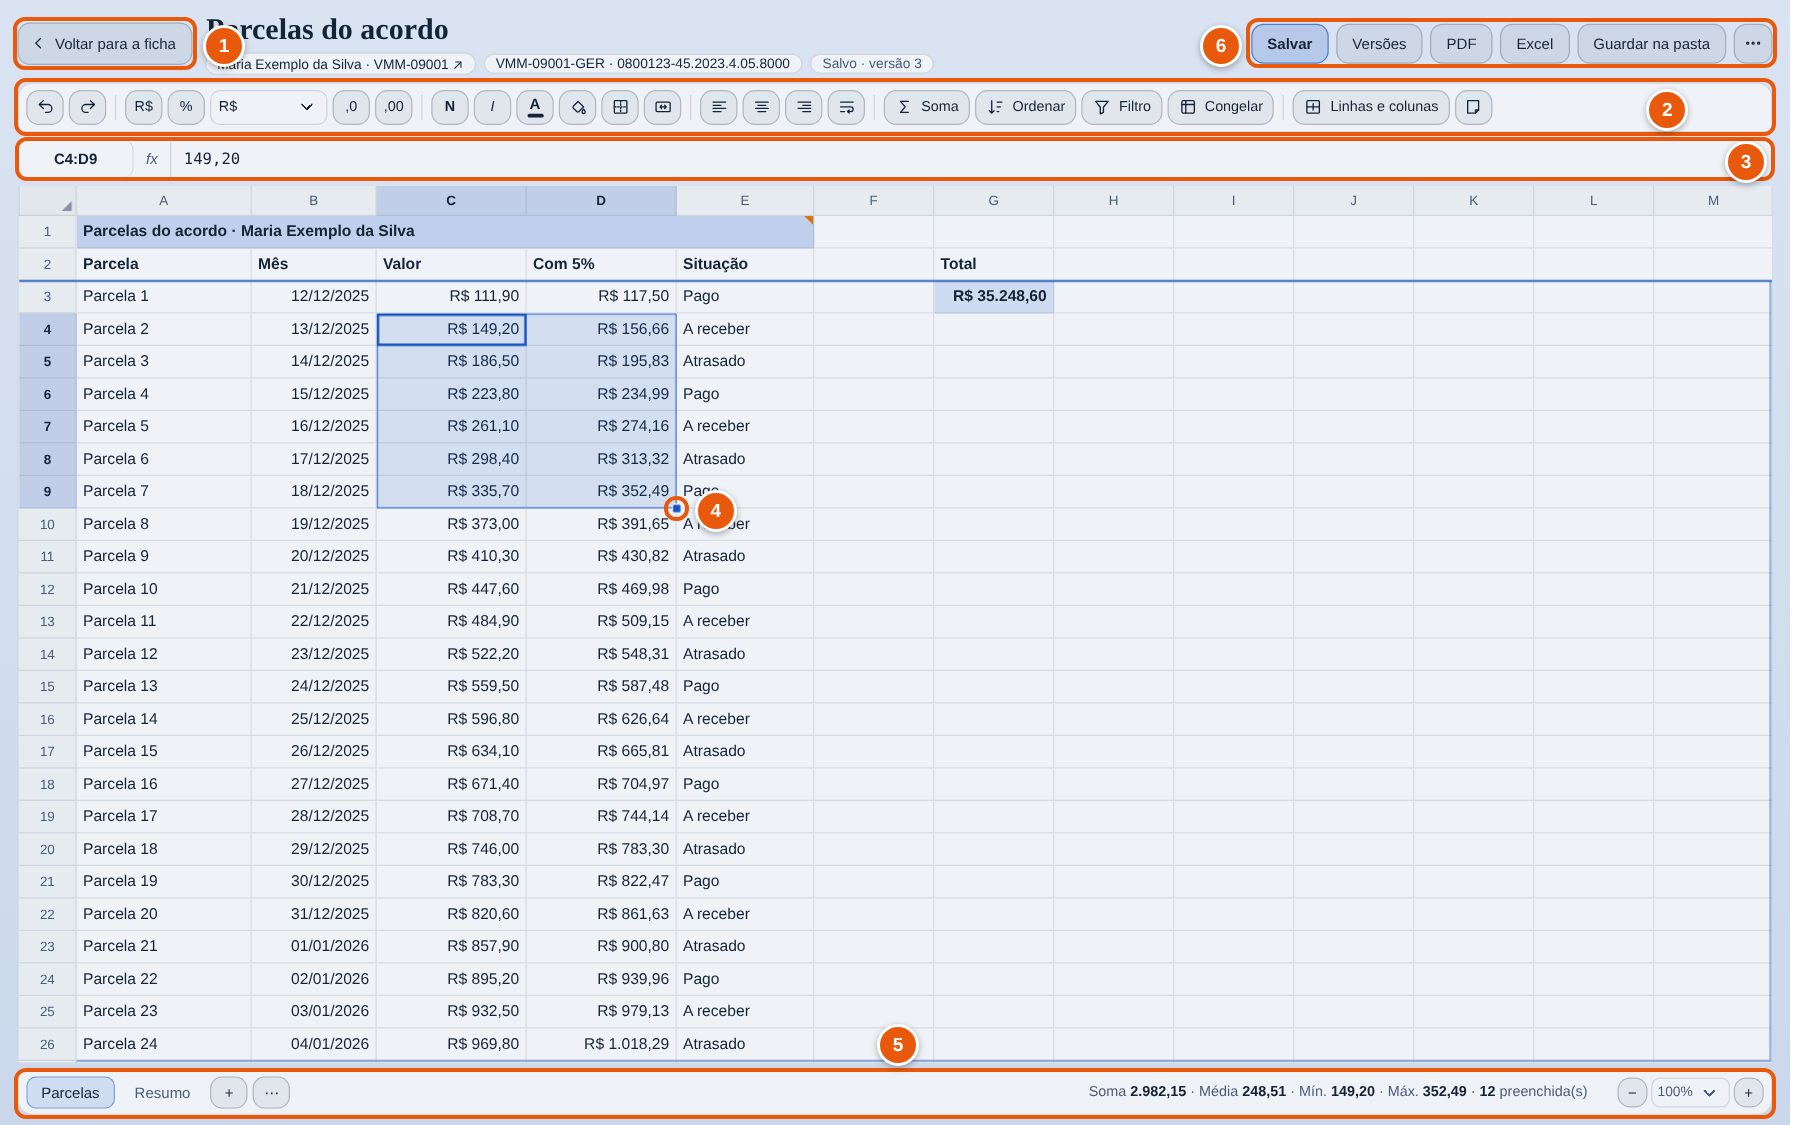 Voltar para a ficha
1
Parcelas do acordo
Maria Exemplo da Silva · VMM-09001 ↗
VMM-09001-GER · 0800123-45.2023.4.05.8000
Salvo · versão 3
6
Salvar
Versões
PDF
Excel
Guardar na pasta
···
R$ % R$ ,0 ,00 N I A Σ Soma Ordenar Filtro Congelar Linhas e colunas
2
C4:D9 fx 149,20
3
A B C D E F G H I J K L M
1 Parcelas do acordo · Maria Exemplo da Silva
2 Parcela Mês Valor Com 5% Situação Total
3 Parcela 1 12/12/2025 R$ 111,90 R$ 117,50 Pago R$ 35.248,60
4 Parcela 2 13/12/2025 R$ 149,20 R$ 156,66 A receber
5 Parcela 3 14/12/2025 R$ 186,50 R$ 195,83 Atrasado
6 Parcela 4 15/12/2025 R$ 223,80 R$ 234,99 Pago
7 Parcela 5 16/12/2025 R$ 261,10 R$ 274,16 A receber
8 Parcela 6 17/12/2025 R$ 298,40 R$ 313,32 Atrasado
9 Parcela 7 18/12/2025 R$ 335,70 R$ 352,49 Pago
4
10 Parcela 8 19/12/2025 R$ 373,00 R$ 391,65 A receber
11 Parcela 9 20/12/2025 R$ 410,30 R$ 430,82 Atrasado
12 Parcela 10 21/12/2025 R$ 447,60 R$ 469,98 Pago
13 Parcela 11 22/12/2025 R$ 484,90 R$ 509,15 A receber
14 Parcela 12 23/12/2025 R$ 522,20 R$ 548,31 Atrasado
15 Parcela 13 24/12/2025 R$ 559,50 R$ 587,48 Pago
16 Parcela 14 25/12/2025 R$ 596,80 R$ 626,64 A receber
17 Parcela 15 26/12/2025 R$ 634,10 R$ 665,81 Atrasado
18 Parcela 16 27/12/2025 R$ 671,40 R$ 704,97 Pago
19 Parcela 17 28/12/2025 R$ 708,70 R$ 744,14 A receber
20 Parcela 18 29/12/2025 R$ 746,00 R$ 783,30 Atrasado
21 Parcela 19 30/12/2025 R$ 783,30 R$ 822,47 Pago
22 Parcela 20 31/12/2025 R$ 820,60 R$ 861,63 A receber
23 Parcela 21 01/01/2026 R$ 857,90 R$ 900,80 Atrasado
24 Parcela 22 02/01/2026 R$ 895,20 R$ 939,96 Pago
25 Parcela 23 03/01/2026 R$ 932,50 R$ 979,13 A receber
26 Parcela 24 04/01/2026 R$ 969,80 R$ 1.018,29 Atrasado
5
Parcelas Resumo + ···
Soma 2.982,15 · Média 248,51 · Mín. 149,20 · Máx. 352,49 · 12 preenchida(s)
− 100% +